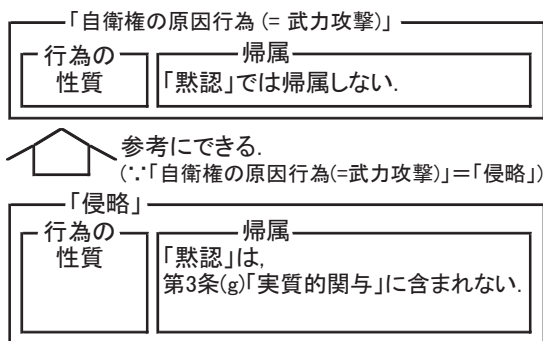 「自衛権の原因行為 (= 武力攻撃)」
行為の性質
帰属
「黙認」では帰属しない.
参考にできる.
(∵「自衛権の原因行為(=武力攻撃)」=「侵略」)
「侵略」
行為の性質
帰属
「黙認」は,
第3条(g)「実質的関与」に含まれない.